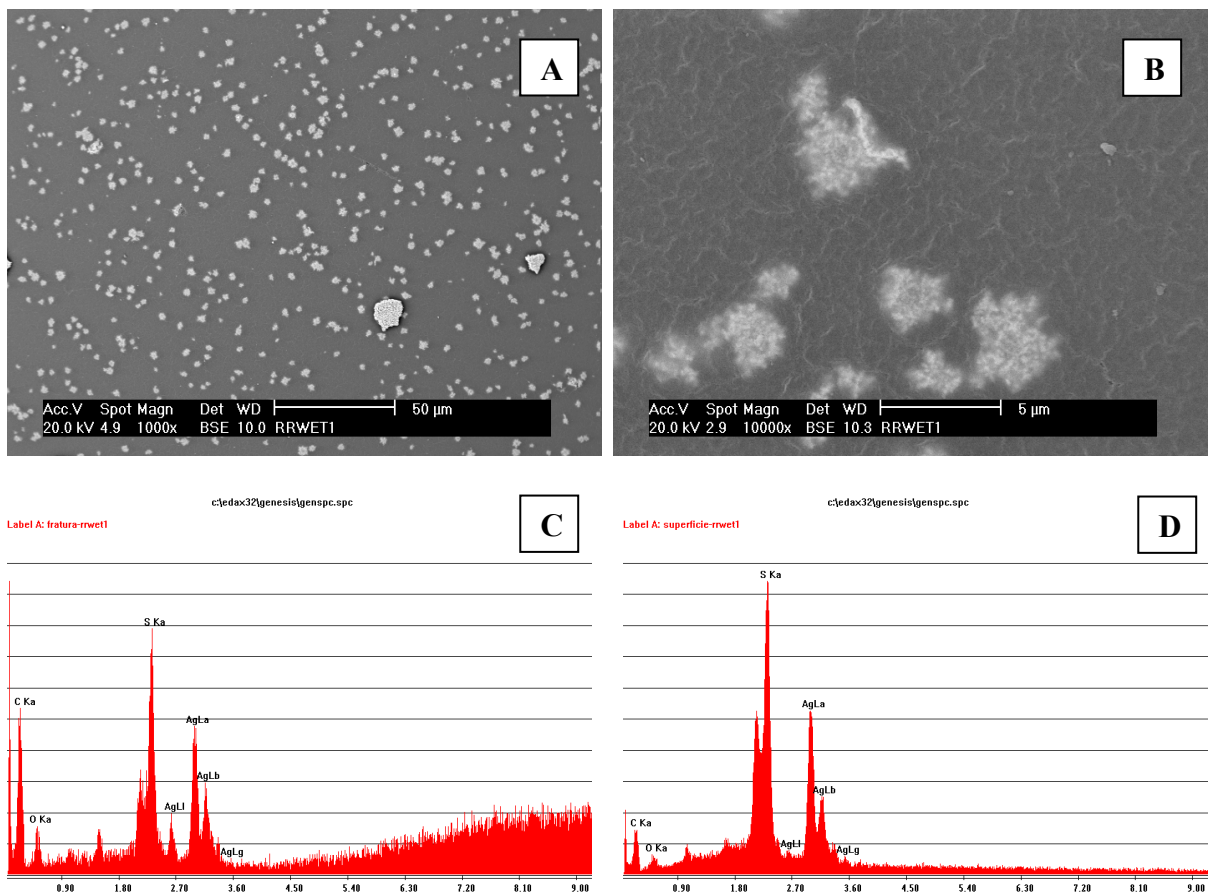 A
Acc.V Spot Magn Det WD 50 µm
20.0 kV 4.9 1000x BSE 10.0 RRWET1
B
Acc.V Spot Magn Det WD 5 µm
20.0 kV 2.9 10000x BSE 10.3 RRWET1
c:\edax32\genesis\genspc.spc
Label A: fratura-rrwet1
C
S Ka
C Ka
AgLa
AgLb
AgLl
O Ka
AgLg
0.90 1.80 2.70 3.60 4.50 5.40 6.30 7.20 8.10 9.00
c:\edax32\genesis\genspc.spc
Label A: superficie-rrwet1
D
S Ka
AgLa
AgLb
C Ka
AgLl
O Ka
AgLg
0.90 1.80 2.70 3.60 4.50 5.40 6.30 7.20 8.10 9.00